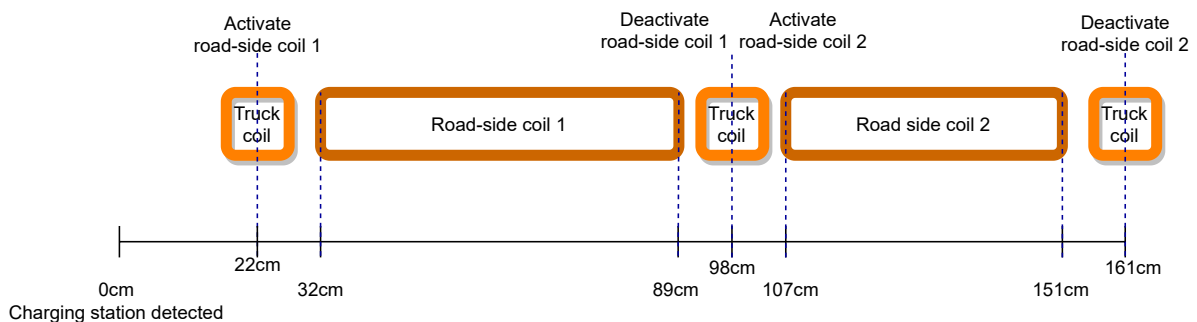 Activate
road-side coil 1
Deactivate
road-side coil 1
Activate
road-side coil 2
Deactivate
road-side coil 2
Truck
coil
Road-side coil 1
Truck
coil
Road side coil 2
Truck
coil
22cm
98cm
161cm
0cm
32cm
89cm
107cm
151cm
Charging station detected